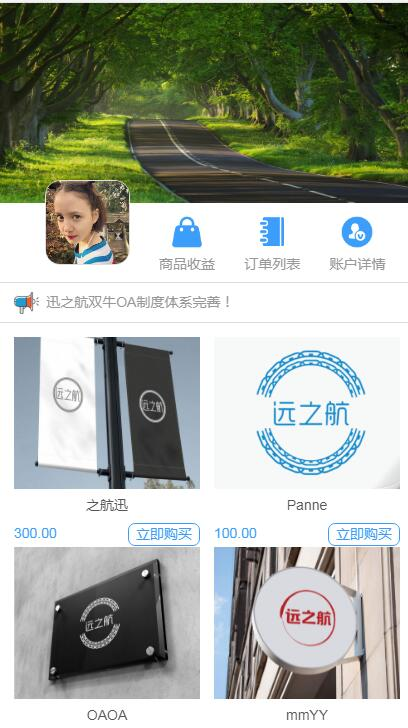 商品收益
订单列表
账户详情
迅之航双牛OA制度体系完善！
远之航
远之航
远之航
之航迅
Panne
300.00
立即购买
100.00
立即购买
远之航
远之航
OAOA
mmYY